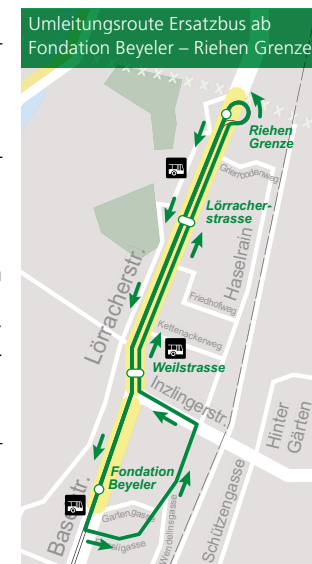 Umleitungsroute Ersatzbus ab
Fondation Beyeler – Riehen Grenze
Riehen
Grenze
Grienbodenweg
Lörracher-
strasse
Haselrain
Friedhofweg
Lörracherstr.
Kettenackerweg
Weilstrasse
Inzlingerstr.
Hinter
Gärten
Fondation
Beyeler
Gartengasse
Wendelinsgasse
Schützengasse